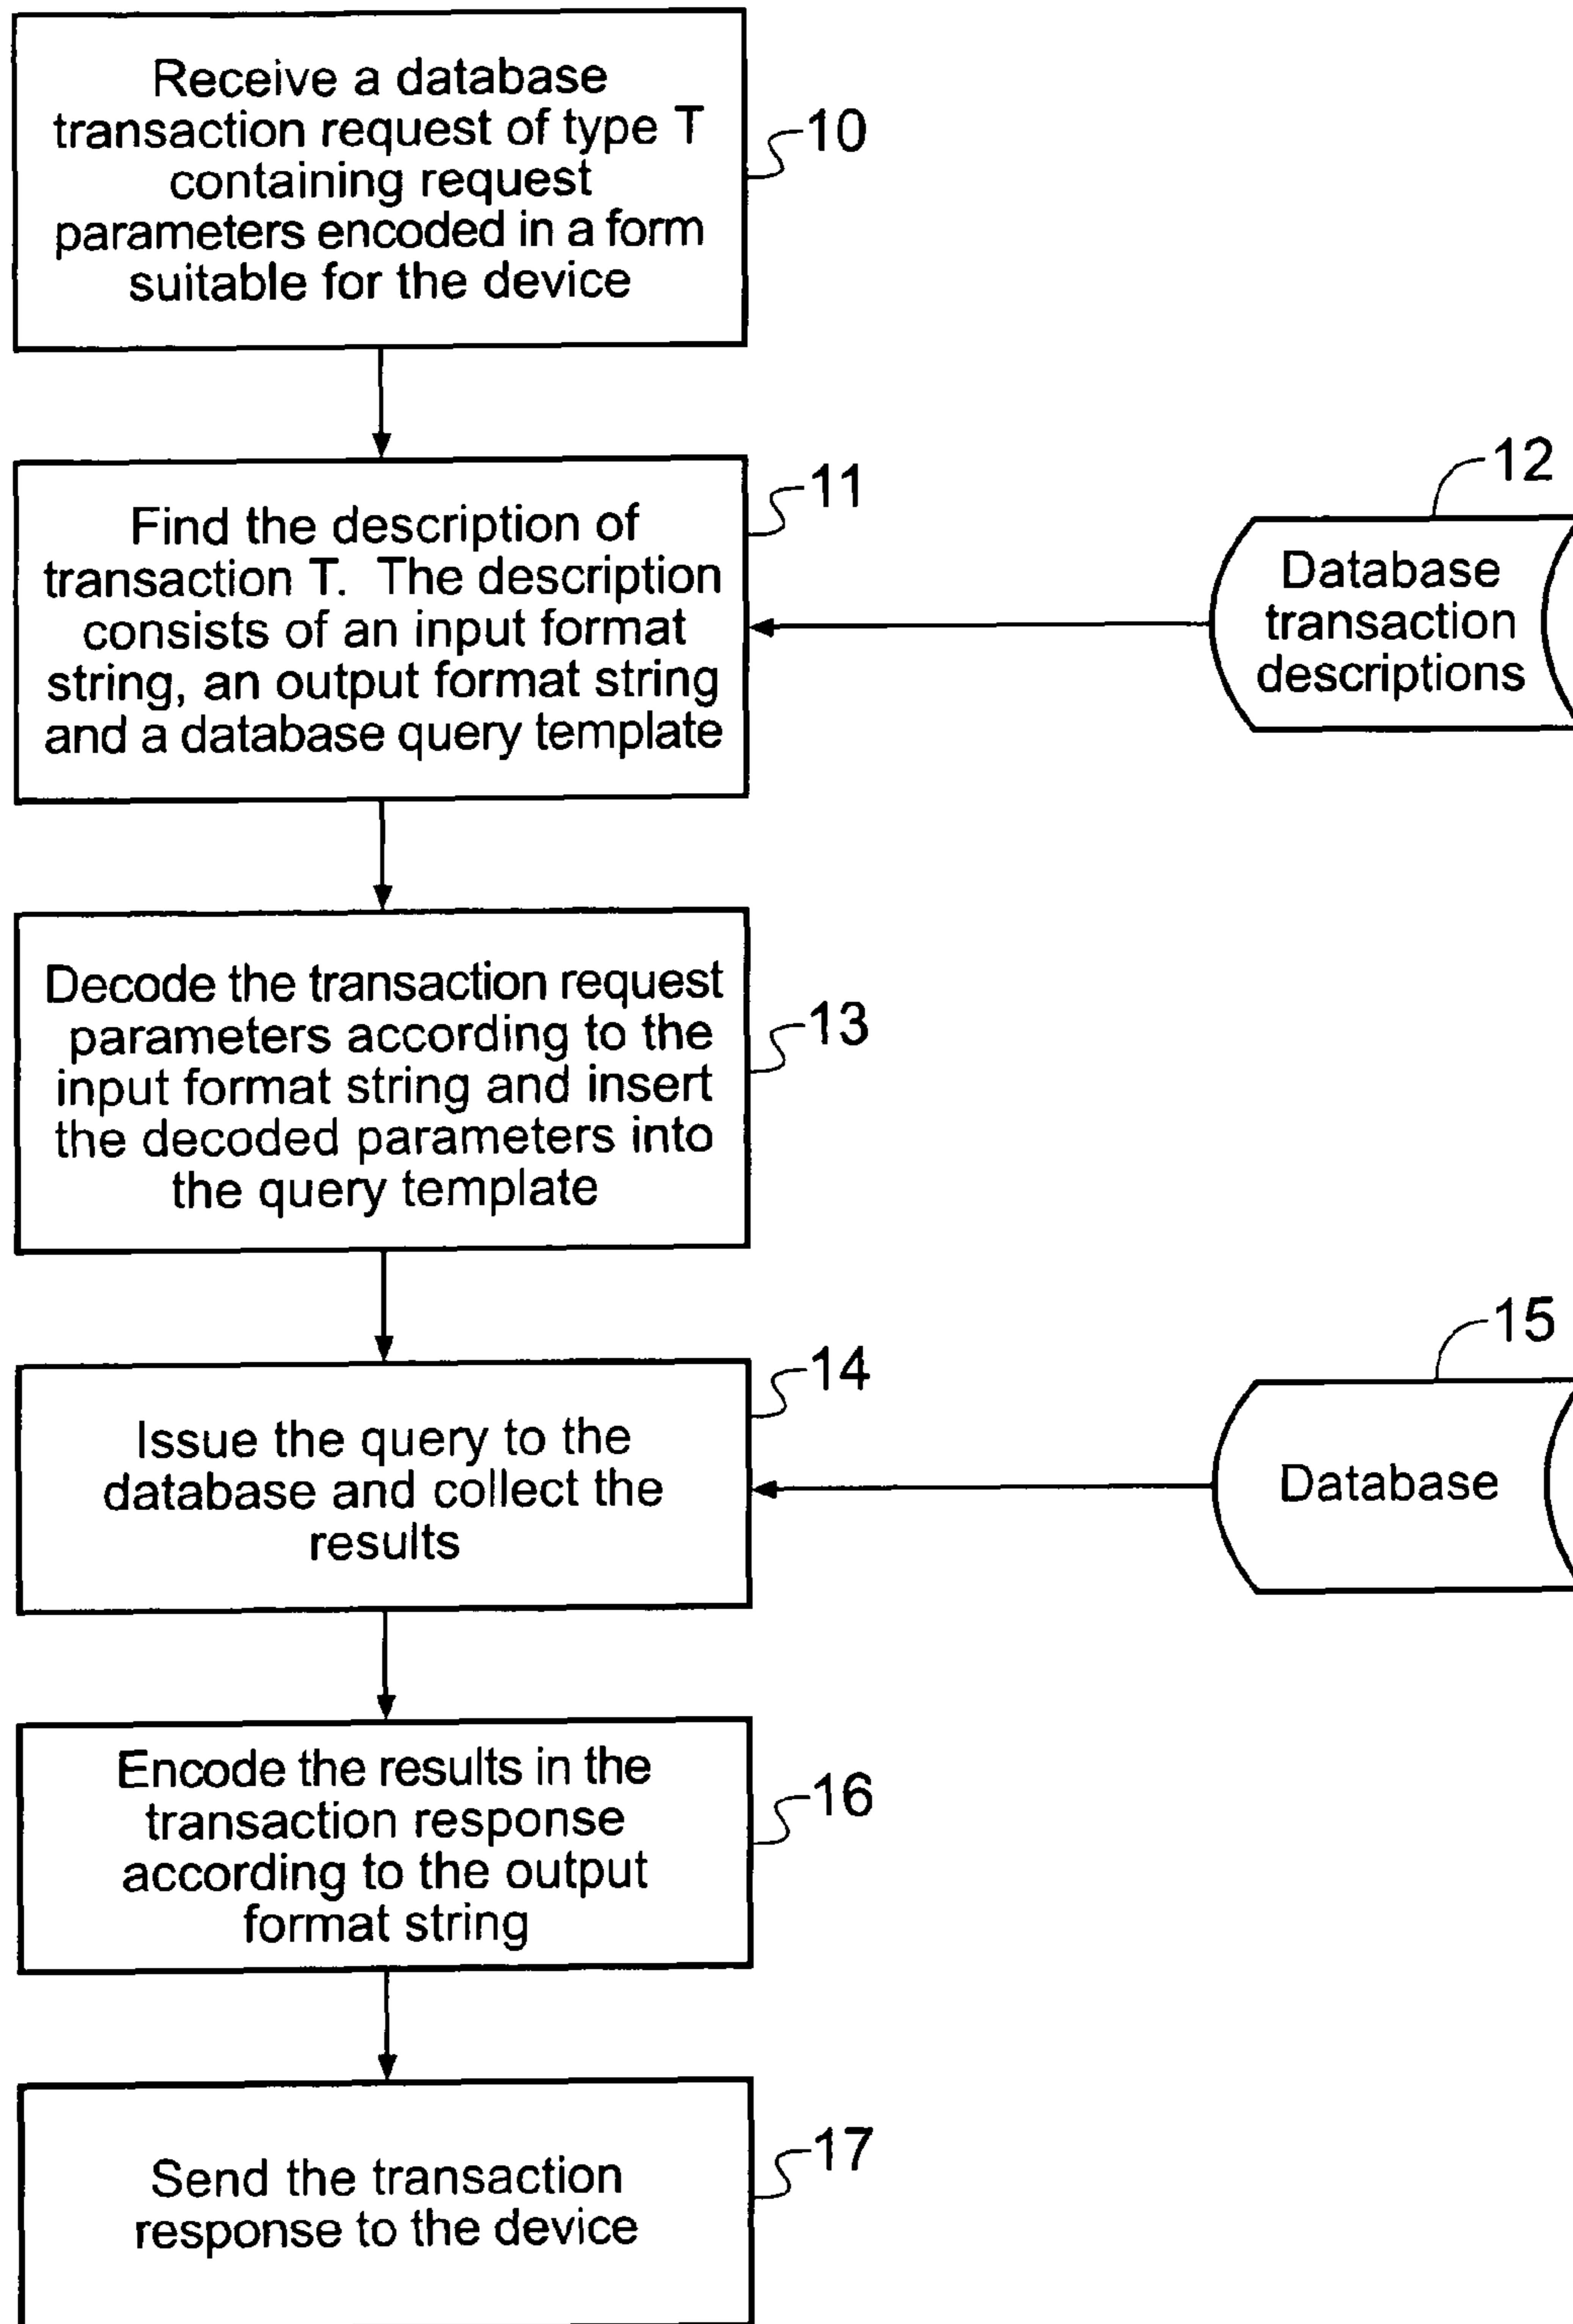 Receive a database
transaction request of type T
containing request
parameters encoded in a form
suitable for the device
10
Find the description of
transaction T. The description
consists of an input format
string, an output format string
and a database query template
11
12
Database
transaction
descriptions
Decode the transaction request
parameters according to the
input format string and insert
the decoded parameters into
the query template
13
Issue the query to the
database and collect the
results
14
15
Database
Encode the results in the
transaction response
according to the output
format string
16
Send the transaction
response to the device
17